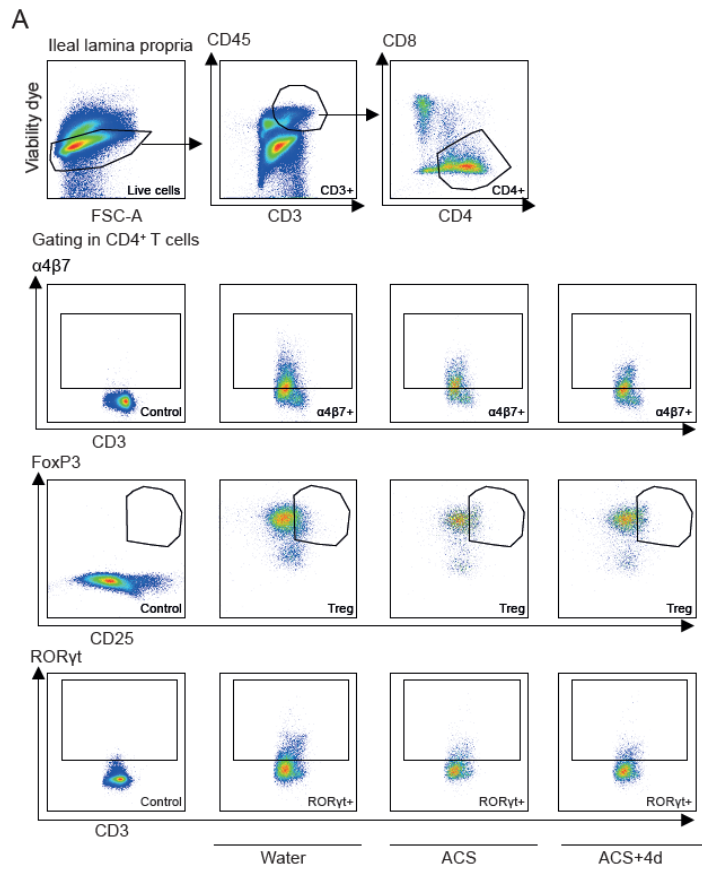 A
Ileal lamina propria
CD45
CD8
Viability dye
Live cells
CD3+
CD4+
FSC-A
CD3
CD4
Gating in CD4⁺ T cells
α4β7
Control
α4β7+
α4β7+
α4β7+
CD3
FoxP3
Control
Treg
Treg
Treg
CD25
RORγt
Control
RORγt+
RORγt+
RORγt+
CD3
Water
ACS
ACS+4d